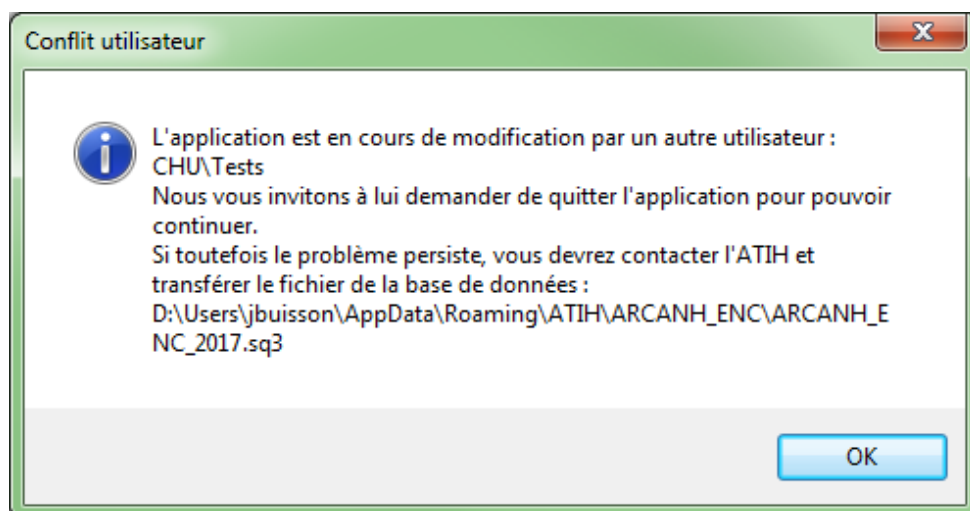 Conflit utilisateur
L'application est en cours de modification par un autre utilisateur :
CHU\Tests
Nous vous invitons à lui demander de quitter l'application pour pouvoir
continuer.
Si toutefois le problème persiste, vous devrez contacter l'ATIH et
transférer le fichier de la base de données :
D:\Users\jbuisson\AppData\Roaming\ATIH\ARCANH_ENC\ARCANH_E
NC_2017.sq3
OK